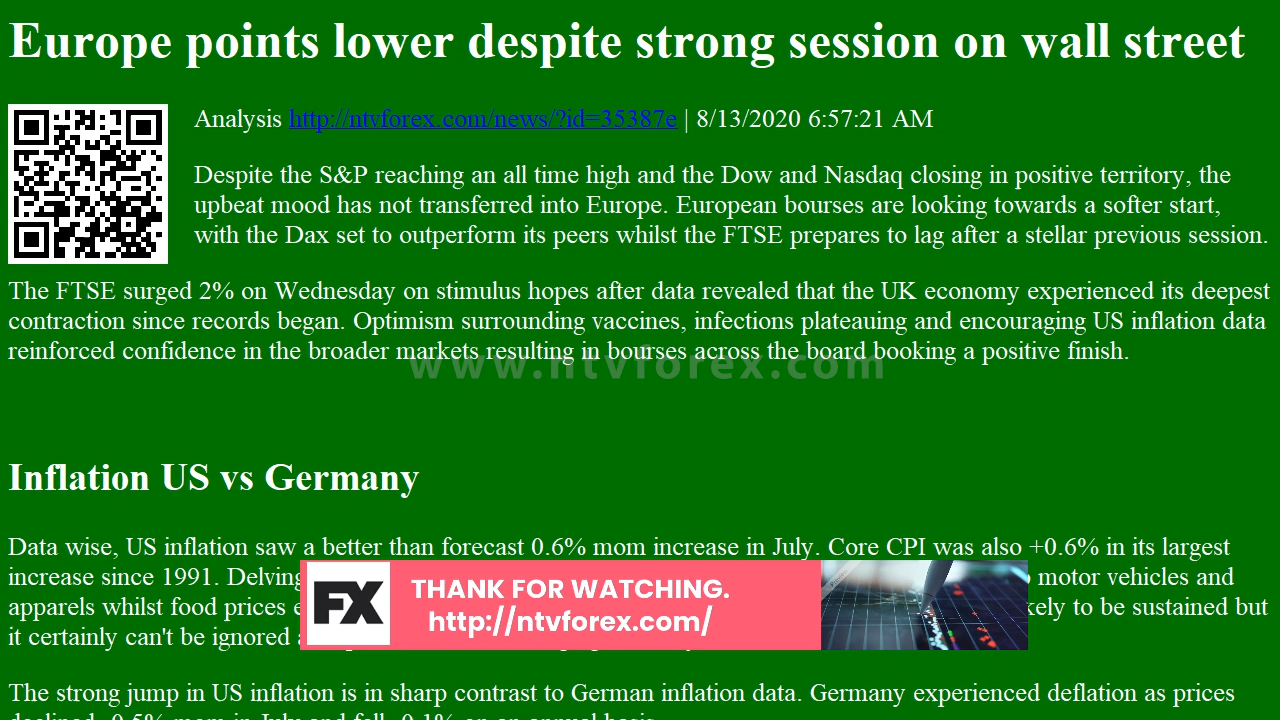 Europe points lower despite strong session on wall street
Analysis http://ntvforex.com/news/?id=35387e | 8/13/2020 6:57:21 AM
Despite the S&P reaching an all time high and the Dow and Nasdaq closing in positive territory, the
upbeat mood has not transferred into Europe. European bourses are looking towards a softer start,
with the Dax set to outperform its peers whilst the FTSE prepares to lag after a stellar previous session.
The FTSE surged 2% on Wednesday on stimulus hopes after data revealed that the UK economy experienced its deepest
contraction since records began. Optimism surrounding vaccines, infections plateauing and encouraging US inflation data
reinforced confidence in the broader markets resulting in bourses across the board booking a positive finish.
www.ntvforex.com
Inflation US vs Germany
Data wise, US inflation saw a better than forecast 0.6% mom increase in July. Core CPI was also +0.6% in its largest
increase since 1991. Delving motor vehicles and
apparels whilst food prices to be sustained but
it certainly can't be ignored
FX
THANK FOR WATCHING.
http://ntvforex.com/
The strong jump in US inflation is in sharp contrast to German inflation data. Germany experienced deflation as prices